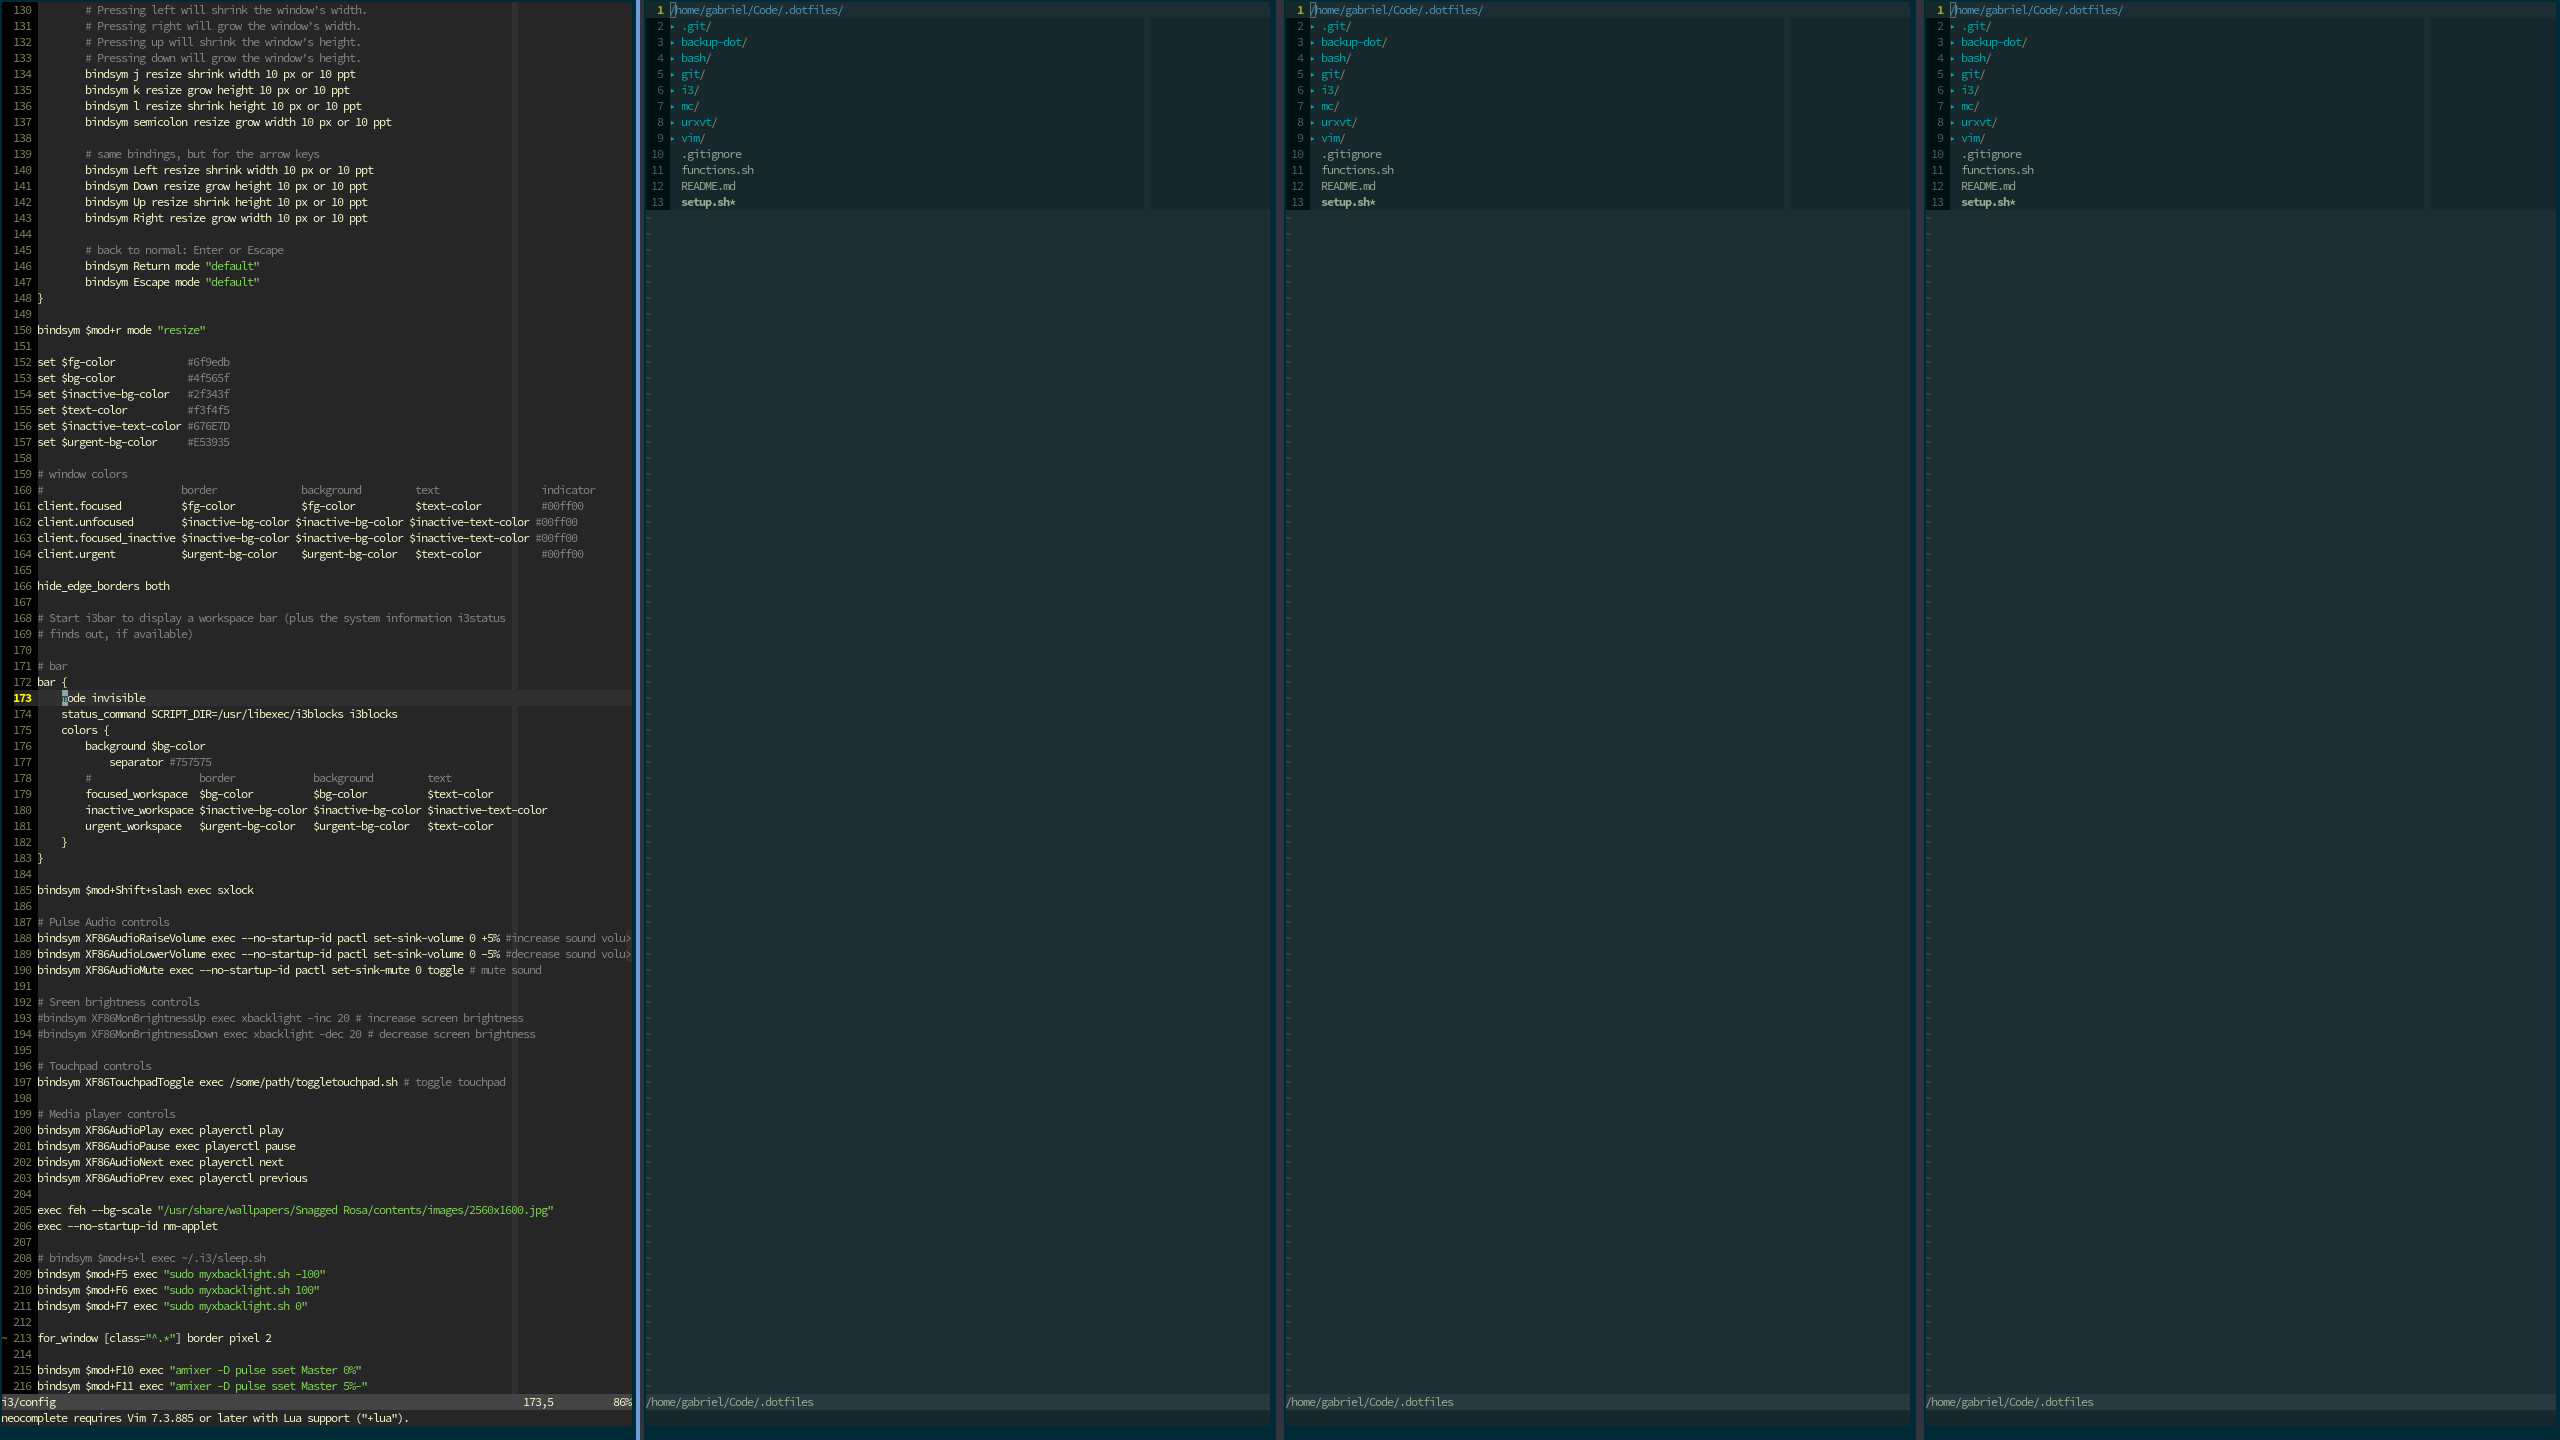 130         # Pressing left will shrink the window’s width.
131         # Pressing right will grow the window’s width.
132         # Pressing up will shrink the window’s height.
133         # Pressing down will grow the window’s height.
134         bindsym j resize shrink width 10 px or 10 ppt
135         bindsym k resize grow height 10 px or 10 ppt
136         bindsym l resize shrink height 10 px or 10 ppt
137         bindsym semicolon resize grow width 10 px or 10 ppt
138
139         # same bindings, but for the arrow keys
140         bindsym Left resize shrink width 10 px or 10 ppt
141         bindsym Down resize grow height 10 px or 10 ppt
142         bindsym Up resize shrink height 10 px or 10 ppt
143         bindsym Right resize grow width 10 px or 10 ppt
144
145         # back to normal: Enter or Escape
146         bindsym Return mode "default"
147         bindsym Escape mode "default"
148 }
149
150 bindsym $mod+r mode "resize"
151
152 set $fg-color            #6f9edb
153 set $bg-color            #4f565f
154 set $inactive-bg-color   #2f343f
155 set $text-color          #f3f4f5
156 set $inactive-text-color #676E7D
157 set $urgent-bg-color     #E53935
158
159 # window colors
160 #                       border              background         text                 indicator
161 client.focused          $fg-color           $fg-color          $text-color          #00ff00
162 client.unfocused        $inactive-bg-color $inactive-bg-color $inactive-text-color #00ff00
163 client.focused_inactive $inactive-bg-color $inactive-bg-color $inactive-text-color #00ff00
164 client.urgent           $urgent-bg-color    $urgent-bg-color   $text-color          #00ff00
165
166 hide_edge_borders both
167
168 # Start i3bar to display a workspace bar (plus the system information i3status
169 # finds out, if available)
170
171 # bar
172 bar {
173     mode invisible
174     status_command SCRIPT_DIR=/usr/libexec/i3blocks i3blocks
175     colors {
176         background $bg-color
177             separator #757575
178         #                  border             background         text
179         focused_workspace  $bg-color          $bg-color          $text-color
180         inactive_workspace $inactive-bg-color $inactive-bg-color $inactive-text-color
181         urgent_workspace   $urgent-bg-color   $urgent-bg-color   $text-color
182     }
183 }
184
185 bindsym $mod+Shift+slash exec sxlock
186
187 # Pulse Audio controls
188 bindsym XF86AudioRaiseVolume exec --no-startup-id pactl set-sink-volume 0 +5% #increase sound volu>
189 bindsym XF86AudioLowerVolume exec --no-startup-id pactl set-sink-volume 0 -5% #decrease sound volu>
190 bindsym XF86AudioMute exec --no-startup-id pactl set-sink-mute 0 toggle # mute sound
191
192 # Sreen brightness controls
193 #bindsym XF86MonBrightnessUp exec xbacklight -inc 20 # increase screen brightness
194 #bindsym XF86MonBrightnessDown exec xbacklight -dec 20 # decrease screen brightness
195
196 # Touchpad controls
197 bindsym XF86TouchpadToggle exec /some/path/toggletouchpad.sh # toggle touchpad
198
199 # Media player controls
200 bindsym XF86AudioPlay exec playerctl play
201 bindsym XF86AudioPause exec playerctl pause
202 bindsym XF86AudioNext exec playerctl next
203 bindsym XF86AudioPrev exec playerctl previous
204
205 exec feh --bg-scale "/usr/share/wallpapers/Snagged Rosa/contents/images/2560x1600.jpg"
206 exec --no-startup-id nm-applet
207
208 # bindsym $mod+s+l exec ~/.i3/sleep.sh
209 bindsym $mod+F5 exec "sudo myxbacklight.sh -100"
210 bindsym $mod+F6 exec "sudo myxbacklight.sh 100"
211 bindsym $mod+F7 exec "sudo myxbacklight.sh 0"
212
~ 213 for_window [class="^.*"] border pixel 2
214
215 bindsym $mod+F10 exec "amixer -D pulse sset Master 0%"
216 bindsym $mod+F11 exec "amixer -D pulse sset Master 5%-"
i3/config 173,5 86%
neocomplete requires Vim 7.3.885 or later with Lua support ("+lua").
1 /home/gabriel/Code/.dotfiles/
2 ▸ .git/
3 ▸ backup-dot/
4 ▸ bash/
5 ▸ git/
6 ▸ i3/
7 ▸ mc/
8 ▸ urxvt/
9 ▸ vim/
10 .gitignore
11 functions.sh
12 README.md
13 setup.sh*
/home/gabriel/Code/.dotfiles
1 /home/gabriel/Code/.dotfiles/
2 ▸ .git/
3 ▸ backup-dot/
4 ▸ bash/
5 ▸ git/
6 ▸ i3/
7 ▸ mc/
8 ▸ urxvt/
9 ▸ vim/
10 .gitignore
11 functions.sh
12 README.md
13 setup.sh*
/home/gabriel/Code/.dotfiles
1 /home/gabriel/Code/.dotfiles/
2 ▸ .git/
3 ▸ backup-dot/
4 ▸ bash/
5 ▸ git/
6 ▸ i3/
7 ▸ mc/
8 ▸ urxvt/
9 ▸ vim/
10 .gitignore
11 functions.sh
12 README.md
13 setup.sh*
/home/gabriel/Code/.dotfiles